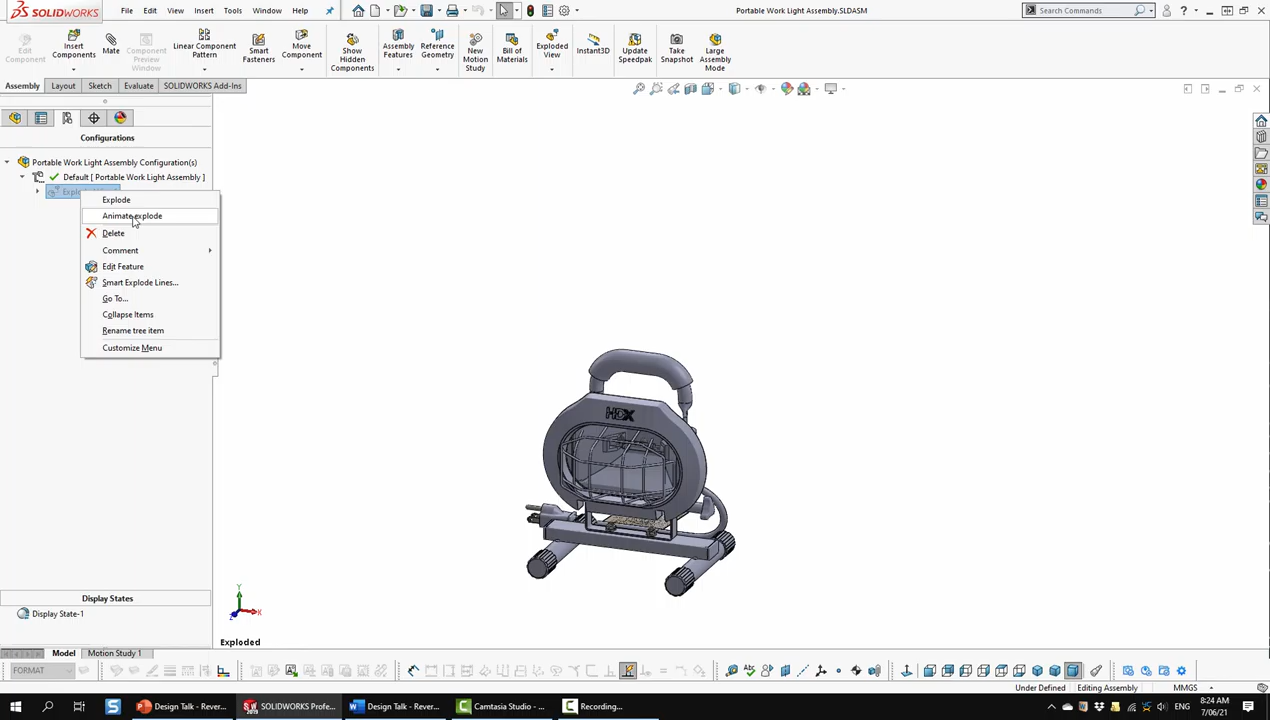 SOLIDWORKS File Edit View Insert Tools Window Help Portable Work Light Assembly.SLDASM Search Commands ?
Edit Component
Insert Components
Mate
Component Preview Window
Linear Component Pattern
Smart Fasteners
Move Component
Show Hidden Components
Assembly Features
Reference Geometry
New Motion Study
Bill of Materials
Exploded View
Instant3D
Update Speedpak
Take Snapshot
Large Assembly Mode
Assembly Layout Sketch Evaluate SOLIDWORKS Add-Ins
Configurations
Portable Work Light Assembly Configuration(s)
Default [ Portable Work Light Assembly ]
Explode
Animate explode
Delete
Comment
Edit Feature
Smart Explode Lines...
Go To...
Collapse Items
Rename tree item
Customize Menu
HDX
Display States
Display State-1
Y
X
Z
Exploded
Model Motion Study 1
FORMAT
Under Defined Editing Assembly MMGS
Design Talk - Rever... SOLIDWORKS Profe... Design Talk - Rever... Camtasia Studio - ... Recording... ENG 8:24 AM
7/06/21